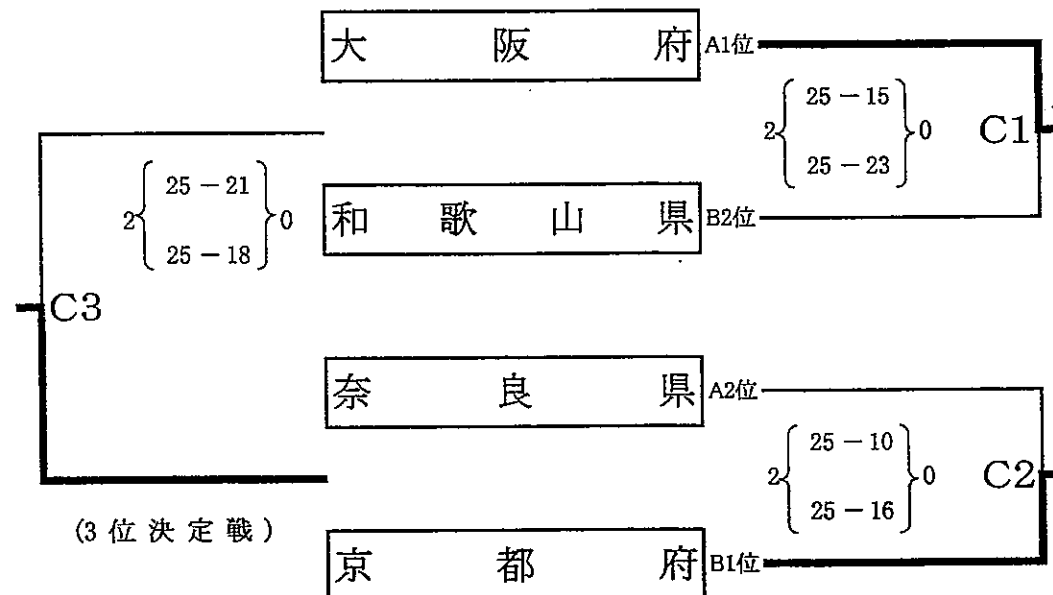 大阪府 A1位
2 { 25 － 15 } 0 C1
25 － 23
和歌山県 B2位
2 { 25 － 21 } 0
25 － 18
C3
奈良県 A2位
2 { 25 － 10 } 0 C2
25 － 16
(3位決定戦)
京都府 B1位